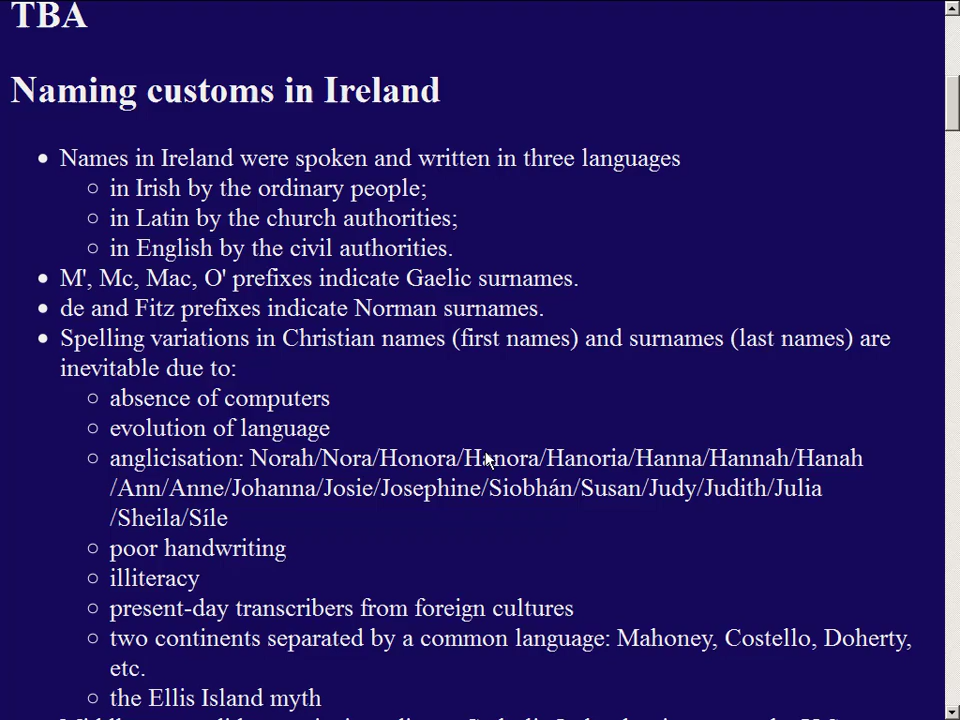 TBA
Naming customs in Ireland
Names in Ireland were spoken and written in three languages
in Irish by the ordinary people;
in Latin by the church authorities;
in English by the civil authorities.
M', Mc, Mac, O' prefixes indicate Gaelic surnames.
de and Fitz prefixes indicate Norman surnames.
Spelling variations in Christian names (first names) and surnames (last names) are
inevitable due to:
absence of computers
evolution of language
anglicisation: Norah/Nora/Honora/Hanora/Hanoria/Hanna/Hannah/Hanah
/Ann/Anne/Johanna/Josie/Josephine/Siobhán/Susan/Judy/Judith/Julia
/Sheila/Síle
poor handwriting
illiteracy
present-day transcribers from foreign cultures
two continents separated by a common language: Mahoney, Costello, Doherty,
etc.
the Ellis Island myth